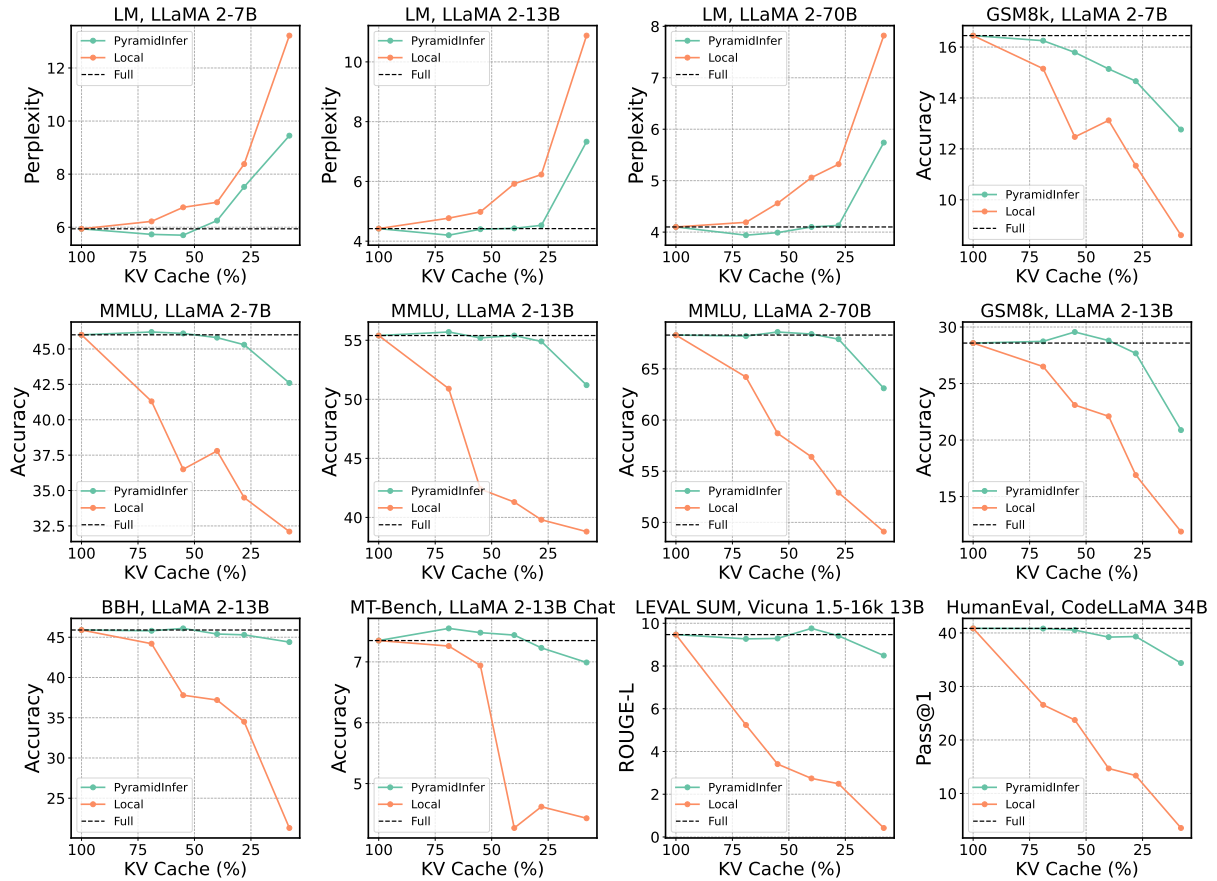 LM, LLaMA 2-7B
12
10
8
6
Perplexity
PyramidInfer
Local
Full
100
75
50
25
KV Cache (%)
LM, LLaMA 2-13B
10
8
6
4
Perplexity
PyramidInfer
Local
Full
100
75
50
25
KV Cache (%)
LM, LLaMA 2-70B
8
7
6
5
4
Perplexity
PyramidInfer
Local
Full
100
75
50
25
KV Cache (%)
GSM8k, LLaMA 2-7B
16
14
12
10
Accuracy
PyramidInfer
Local
Full
100
75
50
25
KV Cache (%)
MMLU, LLaMA 2-7B
45.0
42.5
40.0
37.5
35.0
32.5
Accuracy
PyramidInfer
Local
Full
100
75
50
25
KV Cache (%)
MMLU, LLaMA 2-13B
55
50
45
40
Accuracy
PyramidInfer
Local
Full
100
75
50
25
KV Cache (%)
MMLU, LLaMA 2-70B
65
60
55
50
Accuracy
PyramidInfer
Local
Full
100
75
50
25
KV Cache (%)
GSM8k, LLaMA 2-13B
30
25
20
15
Accuracy
PyramidInfer
Local
Full
100
75
50
25
KV Cache (%)
BBH, LLaMA 2-13B
45
40
35
30
25
Accuracy
PyramidInfer
Local
Full
100
75
50
25
KV Cache (%)
MT-Bench, LLaMA 2-13B Chat
7
6
5
Accuracy
PyramidInfer
Local
Full
100
75
50
25
KV Cache (%)
LEVAL SUM, Vicuna 1.5-16k 13B
10
8
6
4
2
0
ROUGE-L
PyramidInfer
Local
Full
100
75
50
25
KV Cache (%)
HumanEval, CodeLLaMA 34B
40
30
20
10
Pass@1
PyramidInfer
Local
Full
100
75
50
25
KV Cache (%)